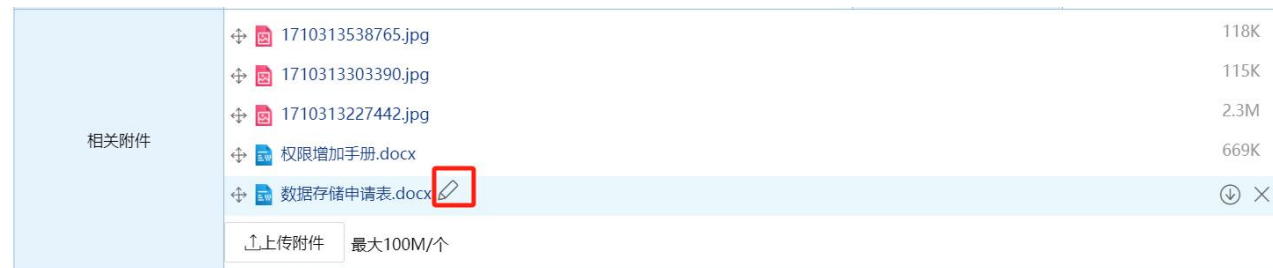 1710313538765.jpg 118K
1710313303390.jpg 115K
1710313227442.jpg 2.3M
相关附件
权限增加手册.docx 669K
数据存储申请表.docx
上传附件 最大100M/个